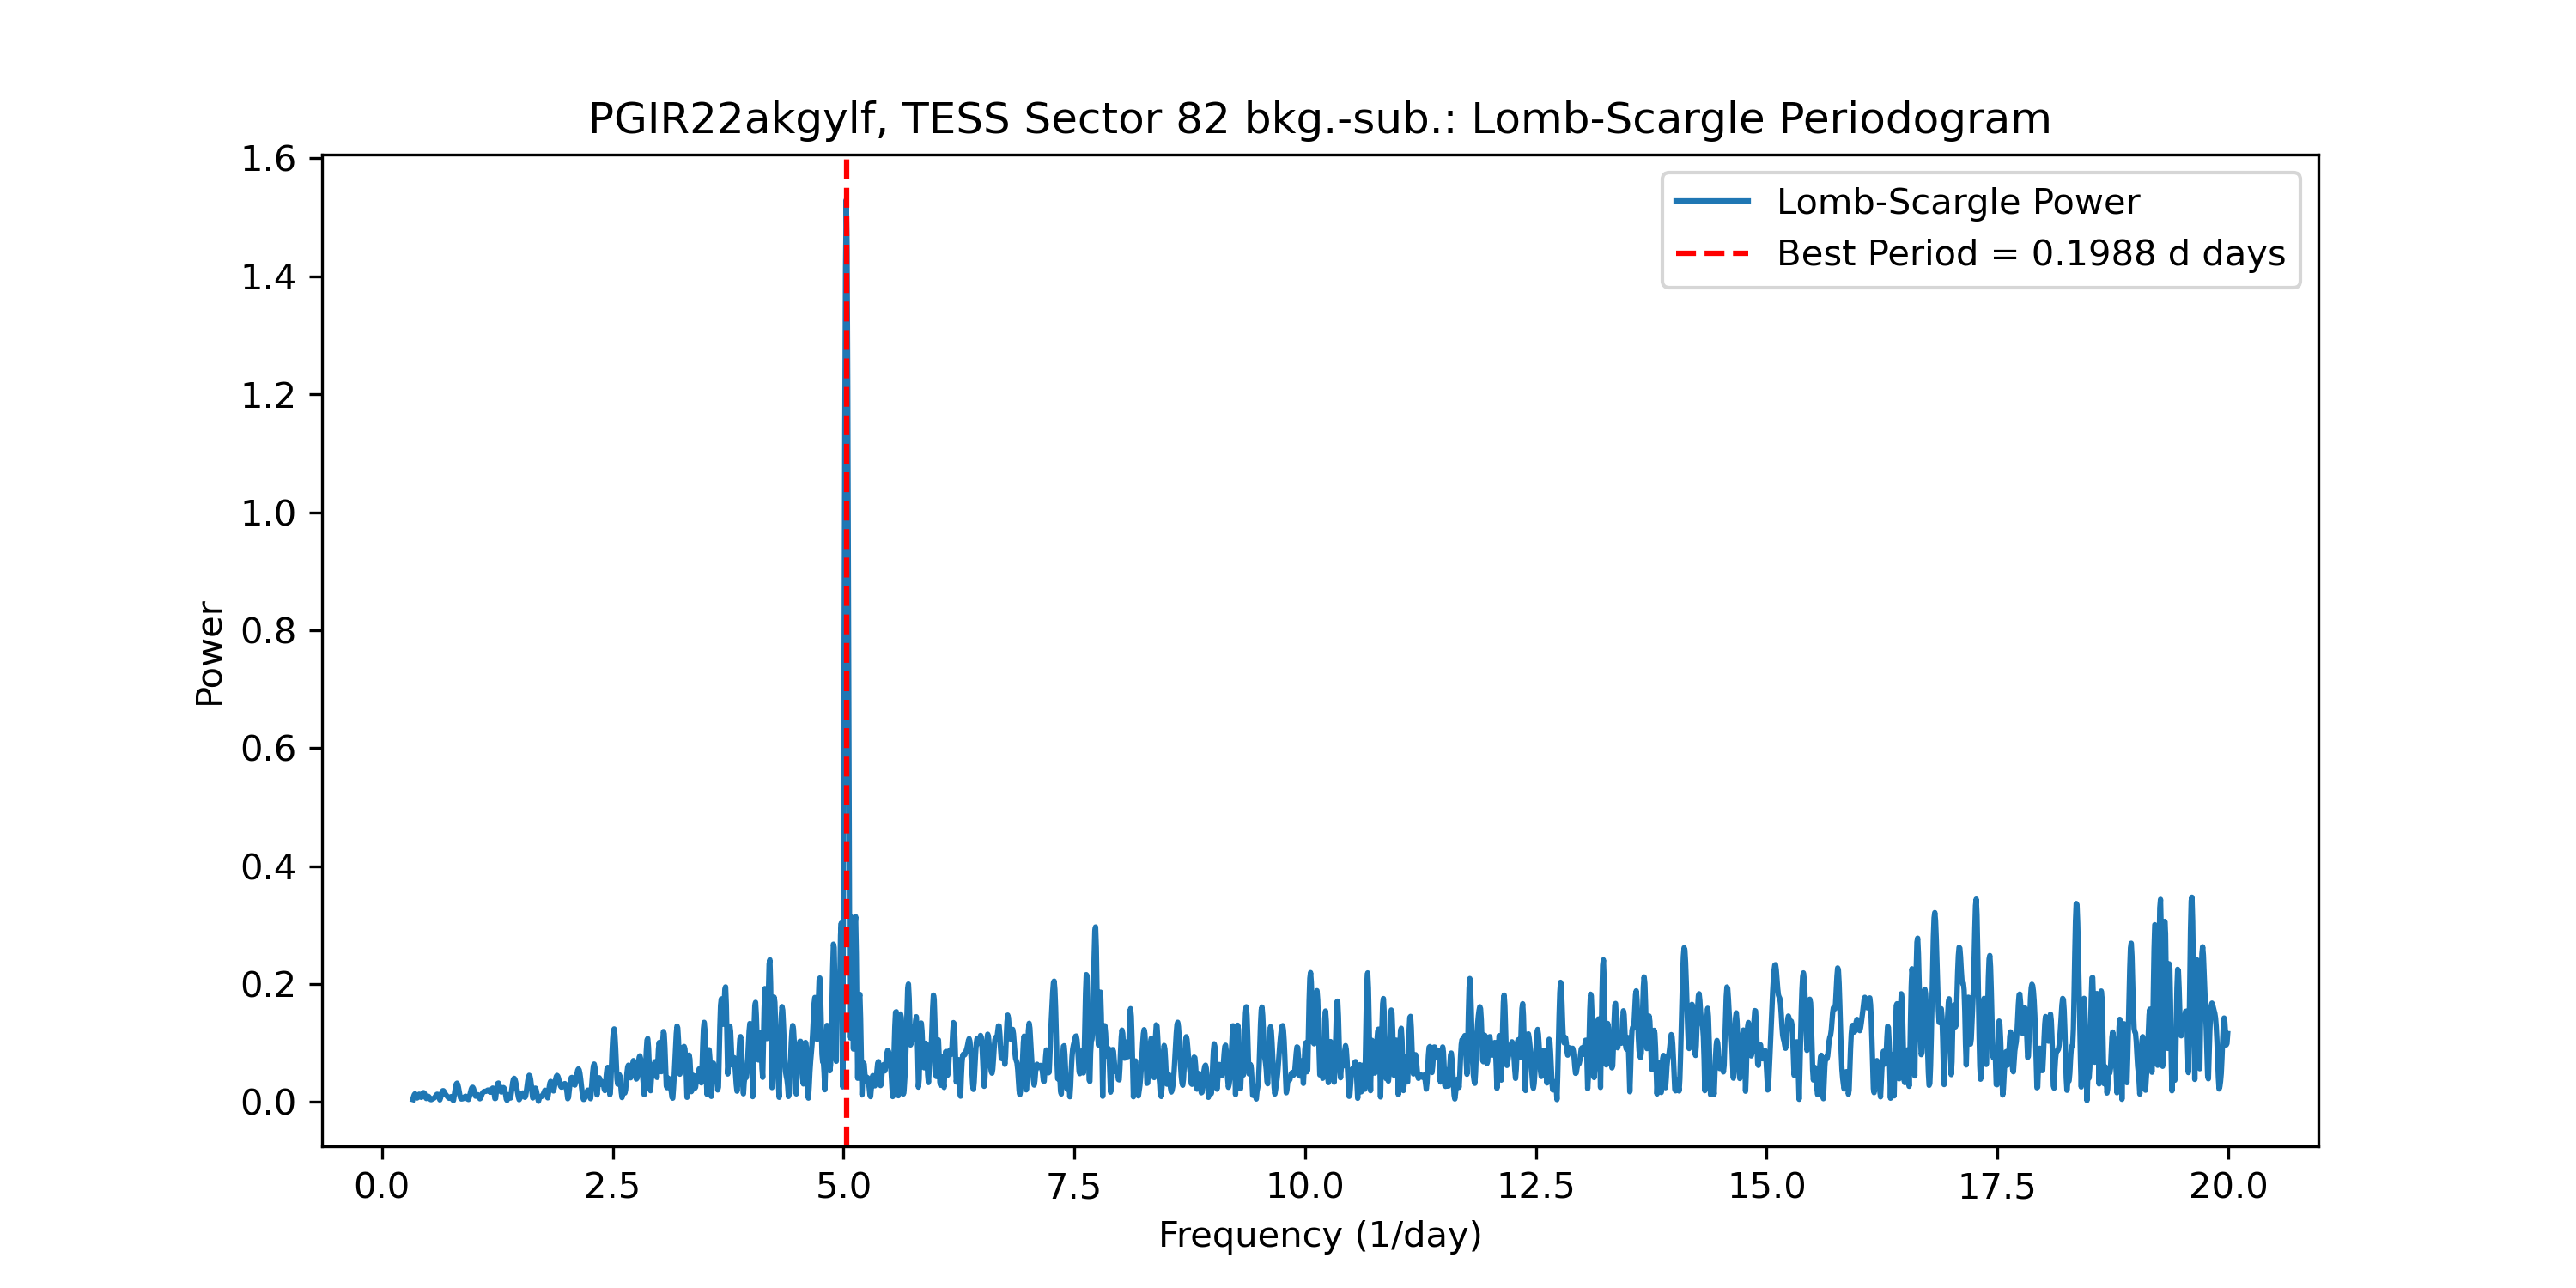 PGIR22akgylf, TESS Sector 82 bkg.-sub.: Lomb-Scargle Periodogram
Lomb-Scargle Power
Best Period = 0.1988 d days
1.6
1.4
1.2
1.0
0.8
0.6
0.4
0.2
0.0
Power
0.0 2.5 5.0 7.5 10.0 12.5 15.0 17.5 20.0
Frequency (1/day)